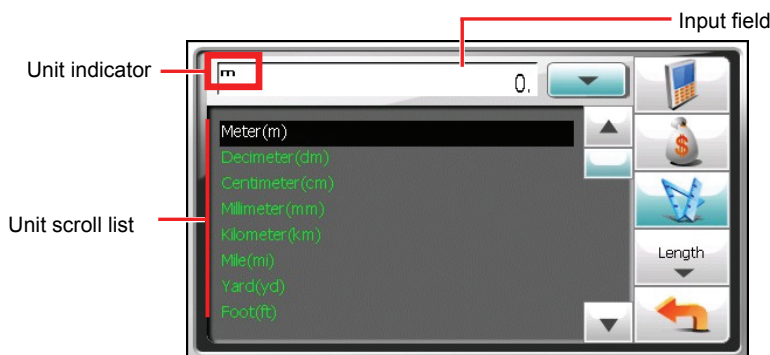 Input field
Unit indicator
m
0.
Meter(m)
Decimeter(dm)
Centimeter(cm)
Millimeter(mm)
Unit scroll list
Kilometer(km)
Mile(mi)
Length
Yard(yd)
Foot(ft)
$